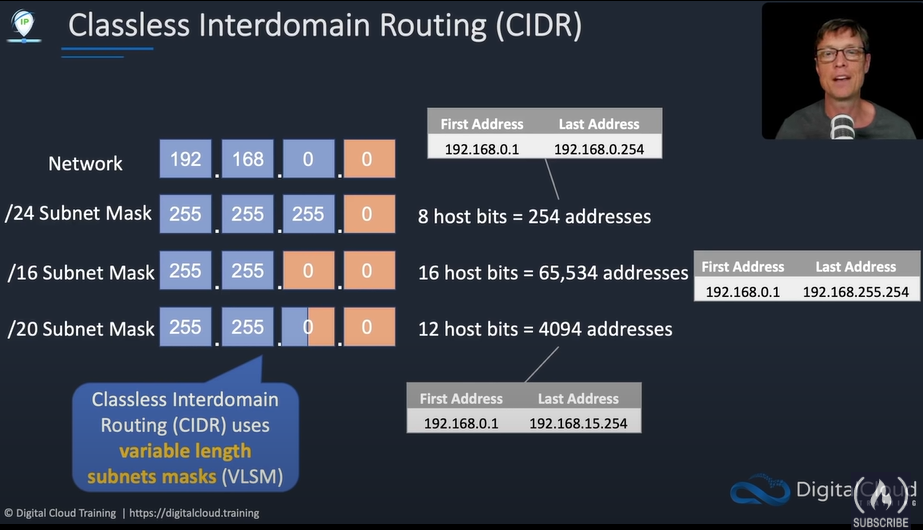 IP
Classless Interdomain Routing (CIDR)
First Address Last Address
192.168.0.1 192.168.0.254
Network 192 . 168 . 0 . 0
/24 Subnet Mask 255 . 255 . 255 . 0 8 host bits = 254 addresses
/16 Subnet Mask 255 . 255 . 0 . 0 16 host bits = 65,534 addresses
First Address Last Address
192.168.0.1 192.168.255.254
/20 Subnet Mask 255 . 255 . 0 . 0 12 host bits = 4094 addresses
First Address Last Address
192.168.0.1 192.168.15.254
Classless Interdomain
Routing (CIDR) uses
variable length
subnets masks (VLSM)
Digital Cloud
SUBSCRIBE
© Digital Cloud Training | https://digitalcloud.training